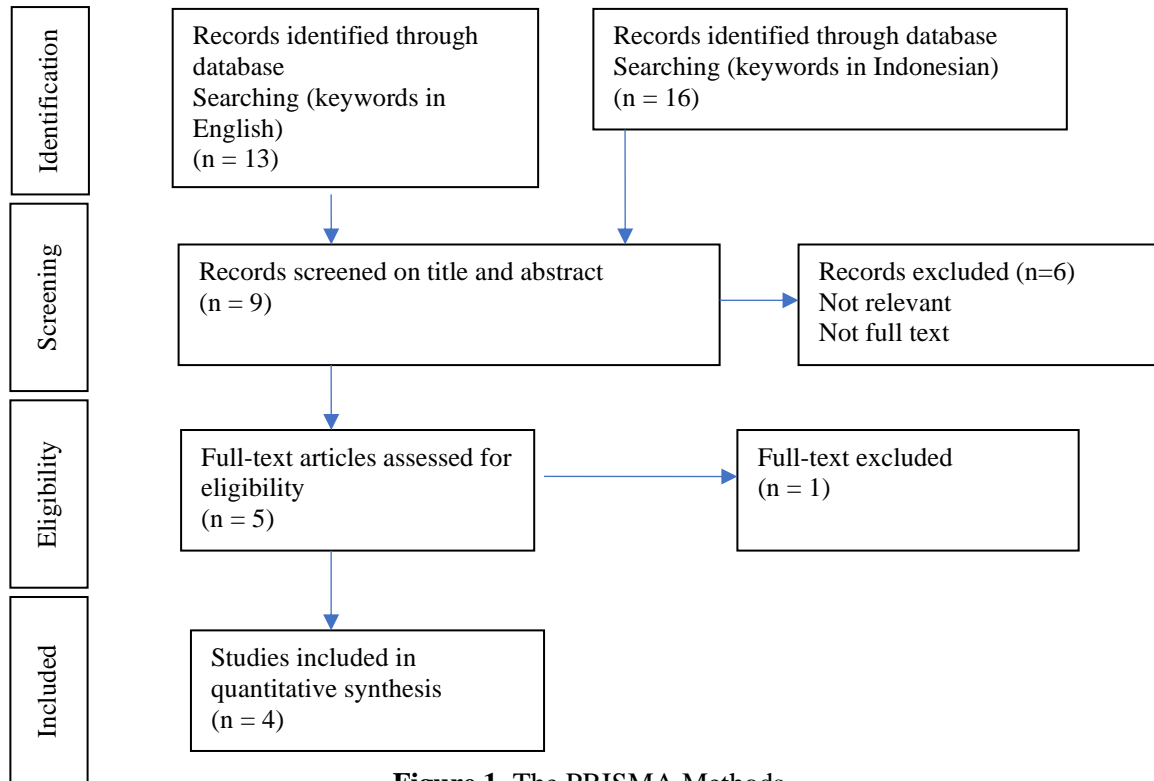 Identification
Records identified through
database
Searching (keywords in
English)
(n = 13)
Records identified through database
Searching (keywords in Indonesian)
(n = 16)
Screening
Records screened on title and abstract
(n = 9)
Records excluded (n=6)
Not relevant
Not full text
Eligibility
Full-text articles assessed for
eligibility
(n = 5)
Full-text excluded
(n = 1)
Included
Studies included in
quantitative synthesis
(n = 4)
Figure 1. The PRISMA Methods